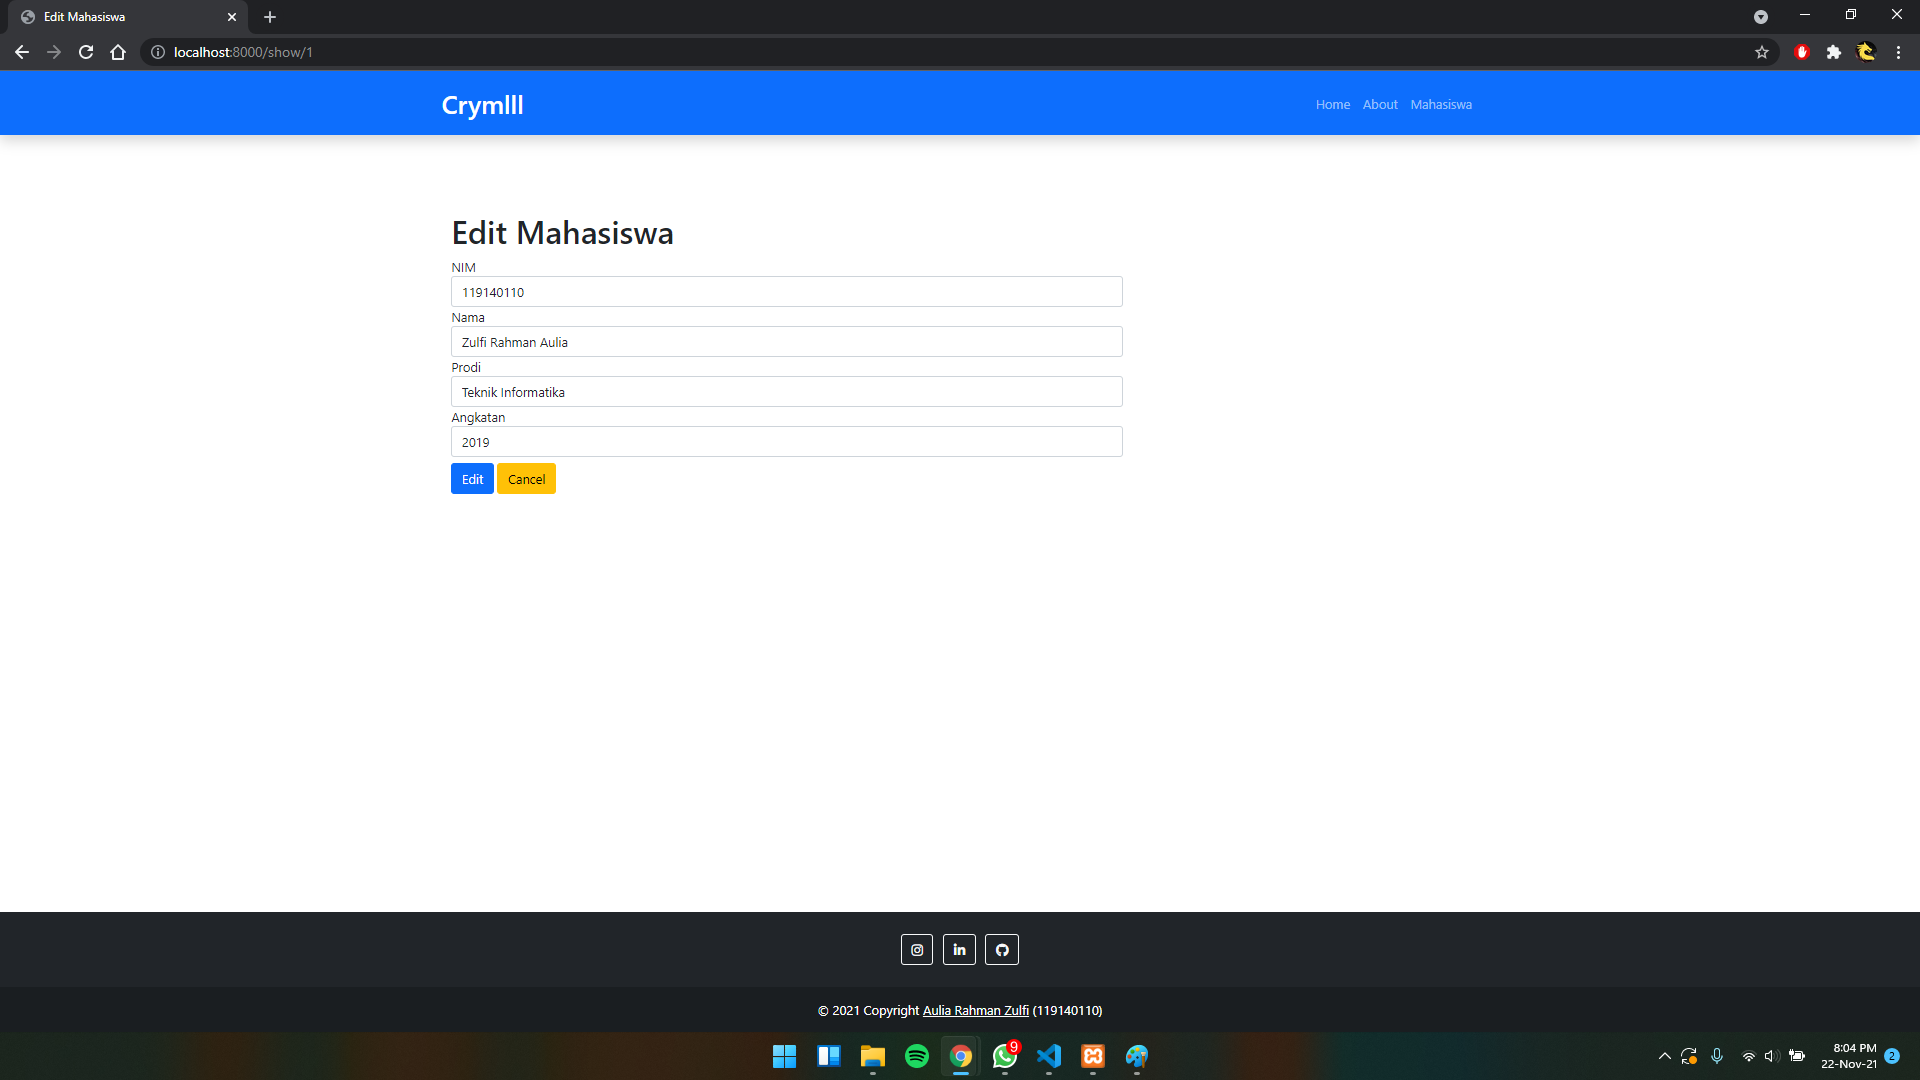 Edit Mahasiswa
localhost:8000/show/1
Crymlll
Home About Mahasiswa
Edit Mahasiswa
NIM
119140110
Nama
Zulfi Rahman Aulia
Prodi
Teknik Informatika
Angkatan
2019
Edit Cancel
© 2021 Copyright Aulia Rahman Zulfi (119140110)
9
8:04 PM
22-Nov-21
2